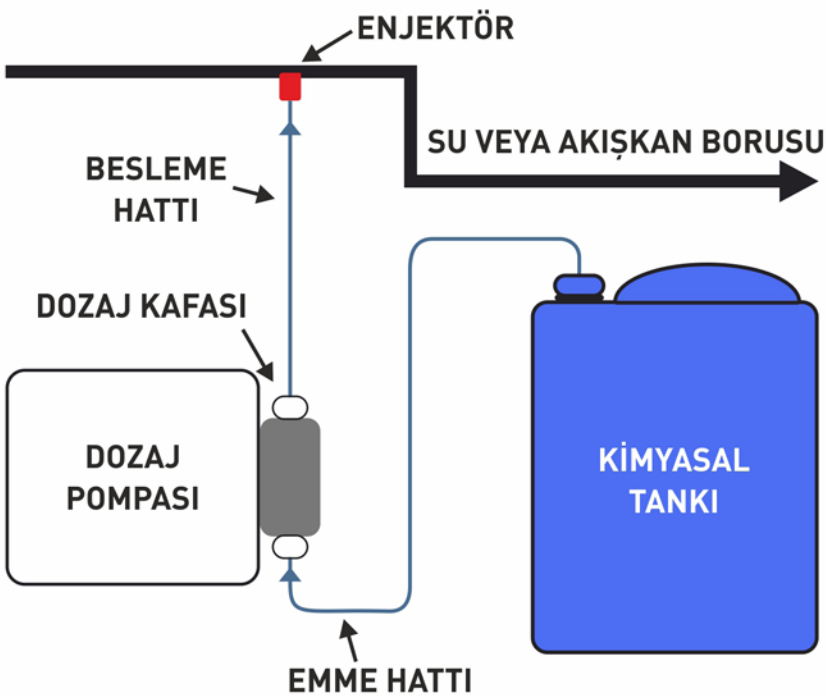 ENJEKTÖR
SU VEYA AKIŞKAN BORUSU
BESLEME
HATTI
DOZAJ KAFASI
DOZAJ
POMPASI
KİMYASAL
TANKI
EMME HATTI